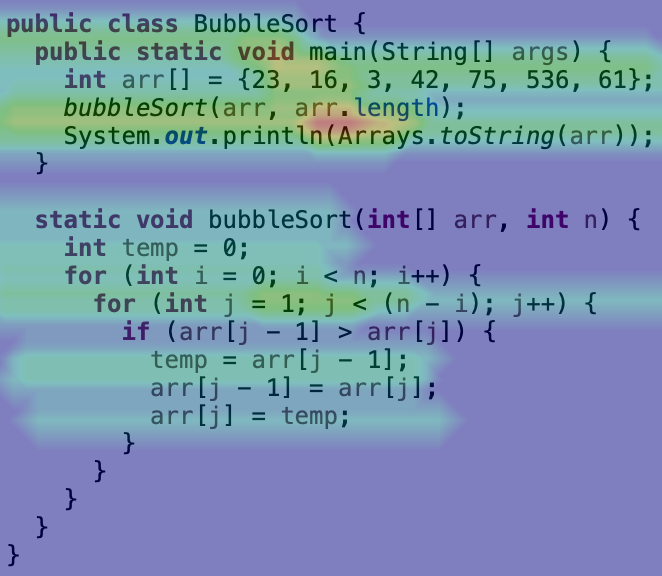 public class BubbleSort {
  public static void main(String[] args) {
    int arr[] = {23, 16, 3, 42, 75, 536, 61};
    bubbleSort(arr, arr.length);
    System.out.println(Arrays.toString(arr));
  }

  static void bubbleSort(int[] arr, int n) {
    int temp = 0;
    for (int i = 0; i < n; i++) {
      for (int j = 1; j < (n - i); j++) {
        if (arr[j - 1] > arr[j]) {
          temp = arr[j - 1];
          arr[j - 1] = arr[j];
          arr[j] = temp;
        }
      }
    }
  }
}